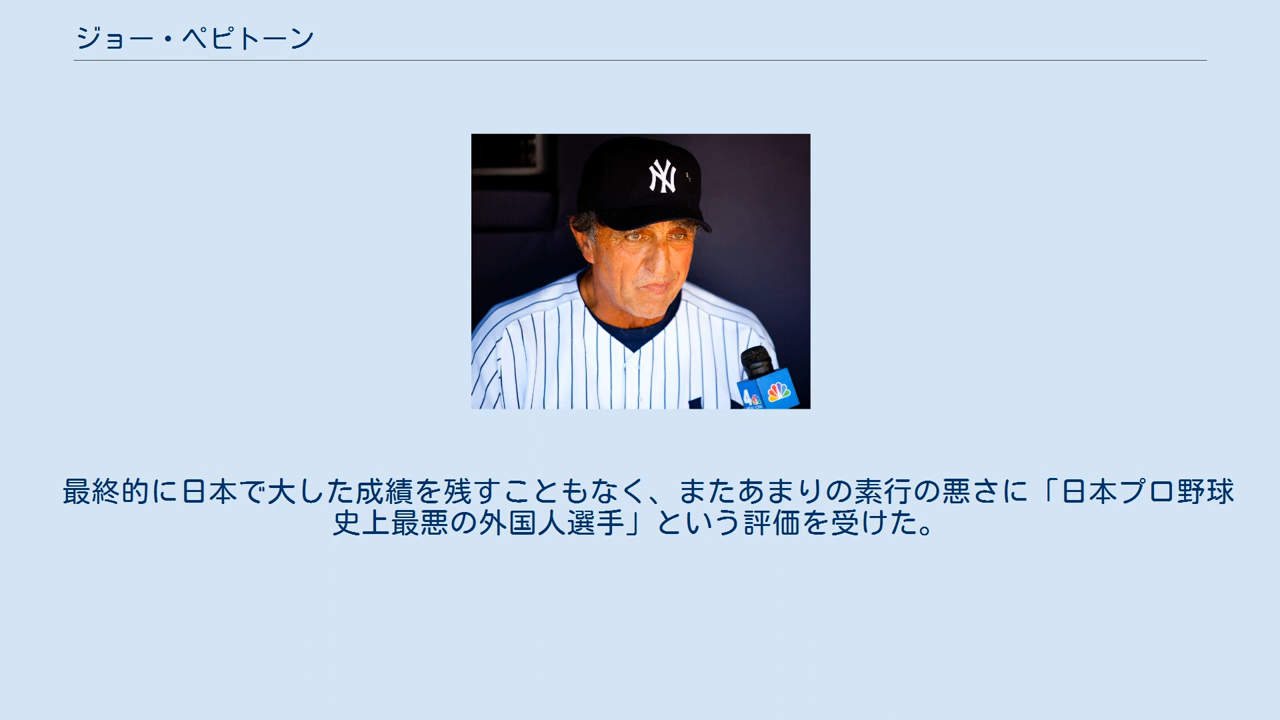 ジョー・ペピトーン
NY
4
最終的に日本で大した成績を残すこともなく、またあまりの素行の悪さに「日本プロ野球
史上最悪の外国人選手」という評価を受けた。